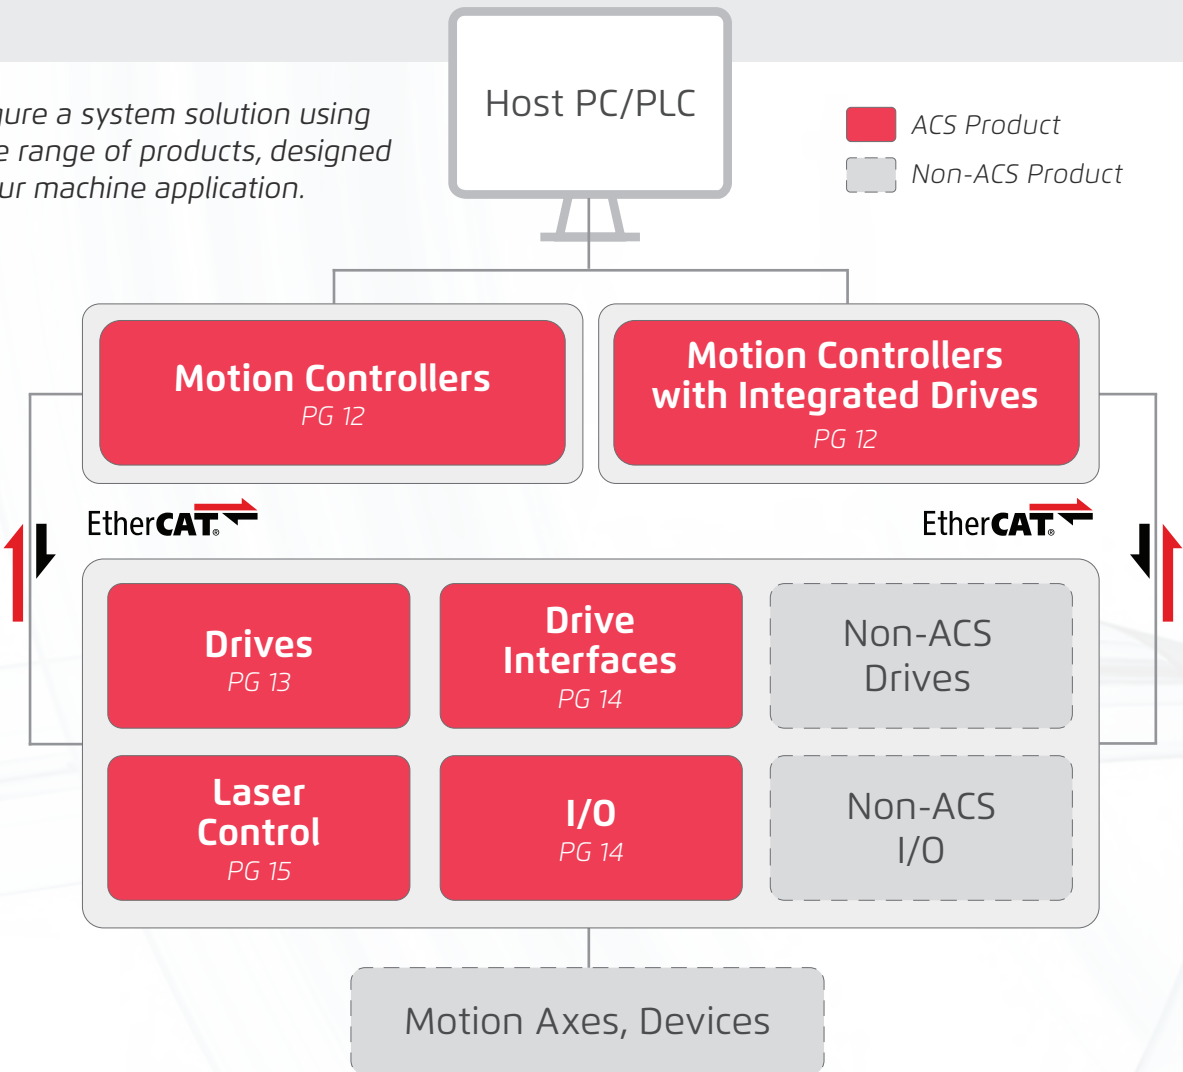 Host PC/PLC
gure a system solution using
e range of products, designed
ur machine application.
ACS Product
Non-ACS Product
Motion Controllers
PG 12
Motion Controllers
with Integrated Drives
PG 12
EtherCAT®
EtherCAT®
Drives
PG 13
Drive
Interfaces
PG 14
Non-ACS
Drives
Laser
Control
PG 15
I/O
PG 14
Non-ACS
I/O
Motion Axes, Devices